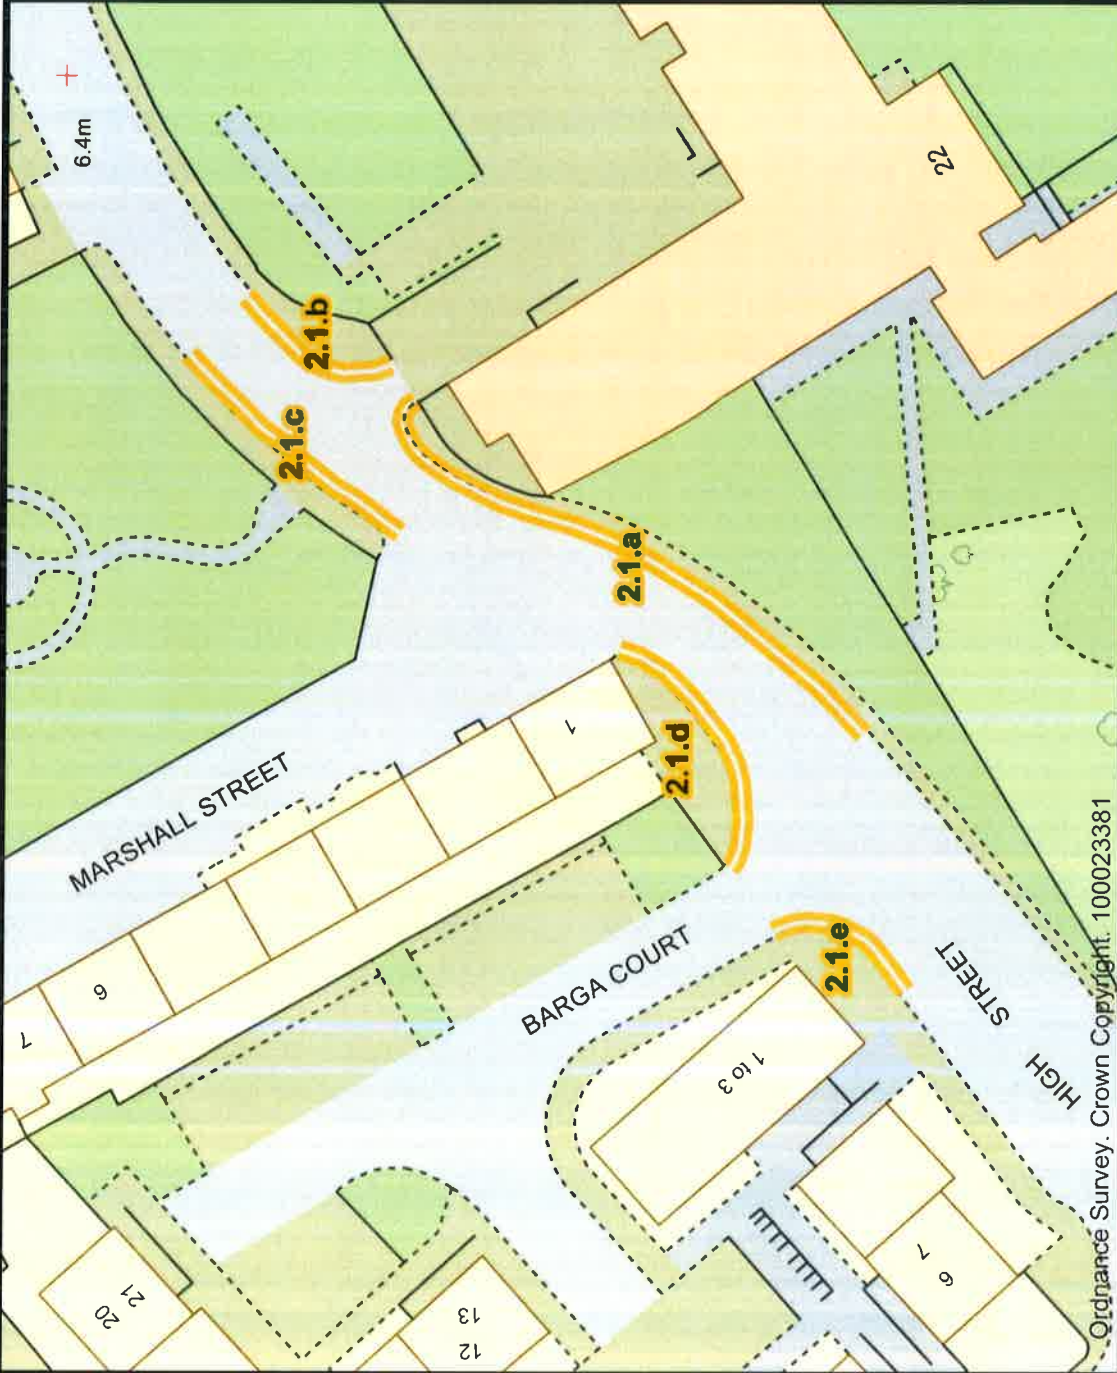 6.4m
22
2.1.b
2.1.c
2.1.a
2.1.d
2.1.e
MARSHALL STREET
1
6
7
BARGA COURT
1 to 3
HIGH
STREET
20
21
13
12
7
6
Ordnance Survey. Crown Copyright. 100023381